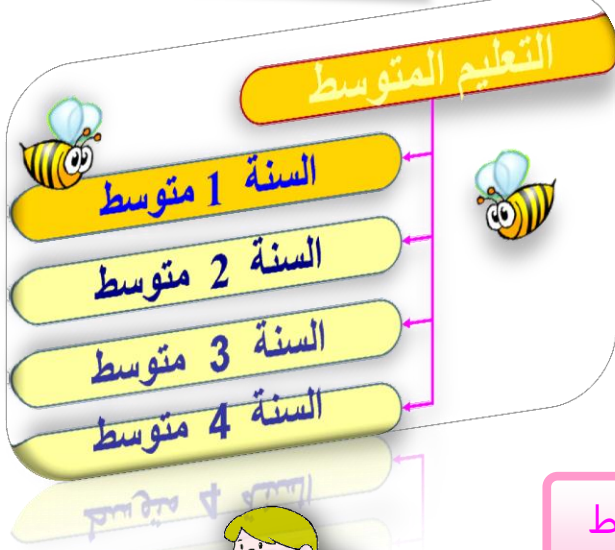 التعليم المتوسط
السنة 1 متوسط
السنة 2 متوسط
السنة 3 متوسط
السنة 4 متوسط